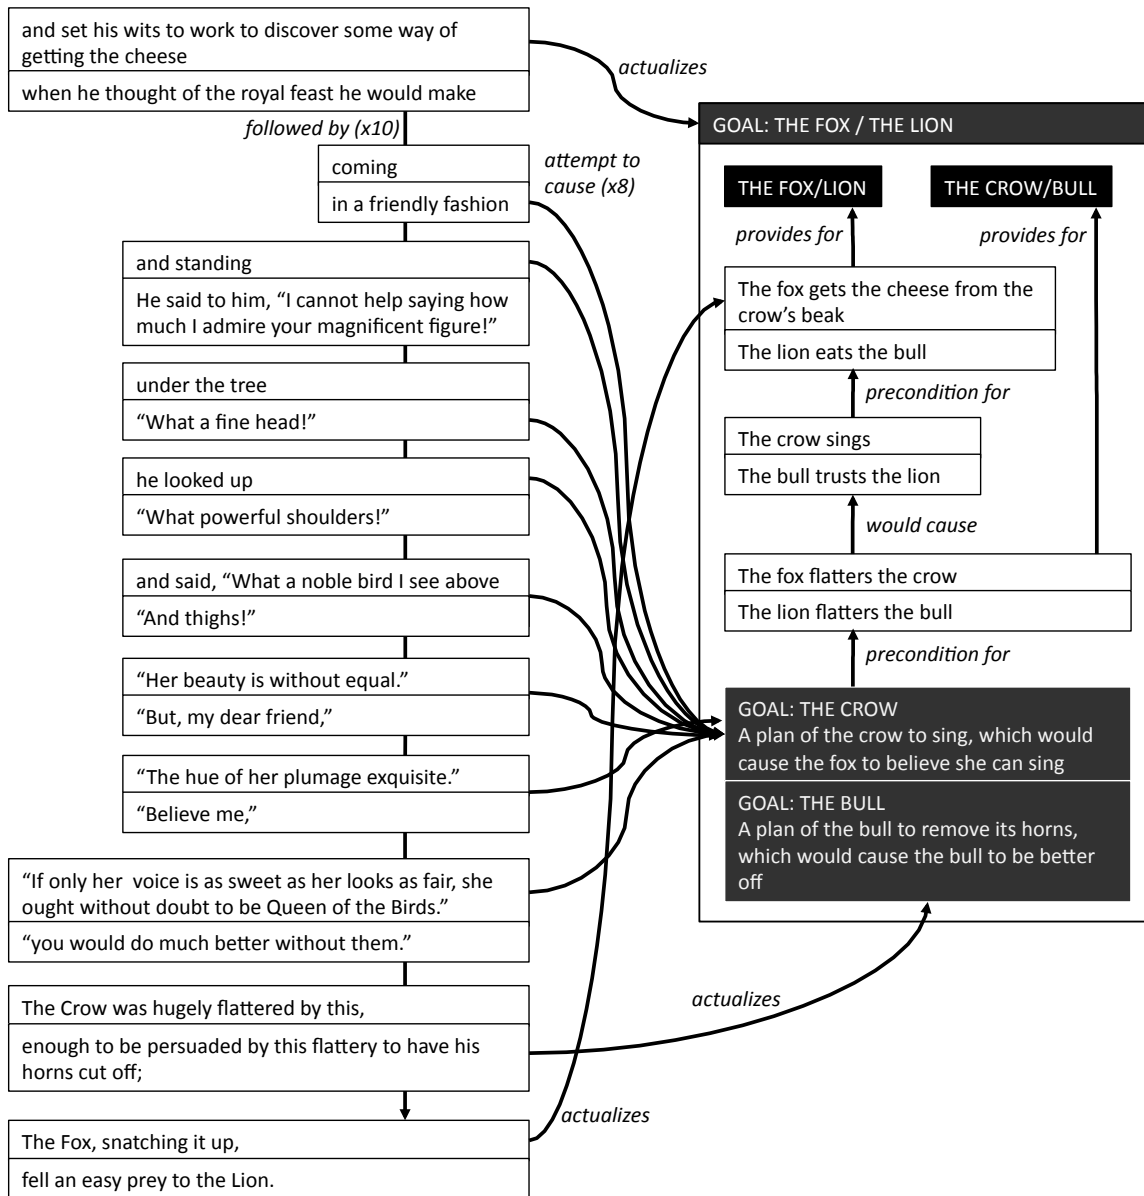 and set his wits to work to discover some way of
getting the cheese
when he thought of the royal feast he would make
actualizes
followed by (x10)
coming
in a friendly fashion
attempt to
cause (x8)
and standing
He said to him, “I cannot help saying how
much I admire your magnificent figure!”
under the tree
“What a fine head!”
he looked up
“What powerful shoulders!”
and said, “What a noble bird I see above
“And thighs!”
“Her beauty is without equal.”
“But, my dear friend,”
“The hue of her plumage exquisite.”
“Believe me,”
“If only her voice is as sweet as her looks as fair, she
ought without doubt to be Queen of the Birds.”
“you would do much better without them.”
The Crow was hugely flattered by this,
enough to be persuaded by this flattery to have his
horns cut off;
actualizes
The Fox, snatching it up,
fell an easy prey to the Lion.
actualizes
GOAL: THE FOX / THE LION
THE FOX/LION
THE CROW/BULL
provides for
provides for
The fox gets the cheese from the
crow’s beak
The lion eats the bull
precondition for
The crow sings
The bull trusts the lion
would cause
The fox flatters the crow
The lion flatters the bull
precondition for
GOAL: THE CROW
A plan of the crow to sing, which would
cause the fox to believe she can sing
GOAL: THE BULL
A plan of the bull to remove its horns,
which would cause the bull to be better
off